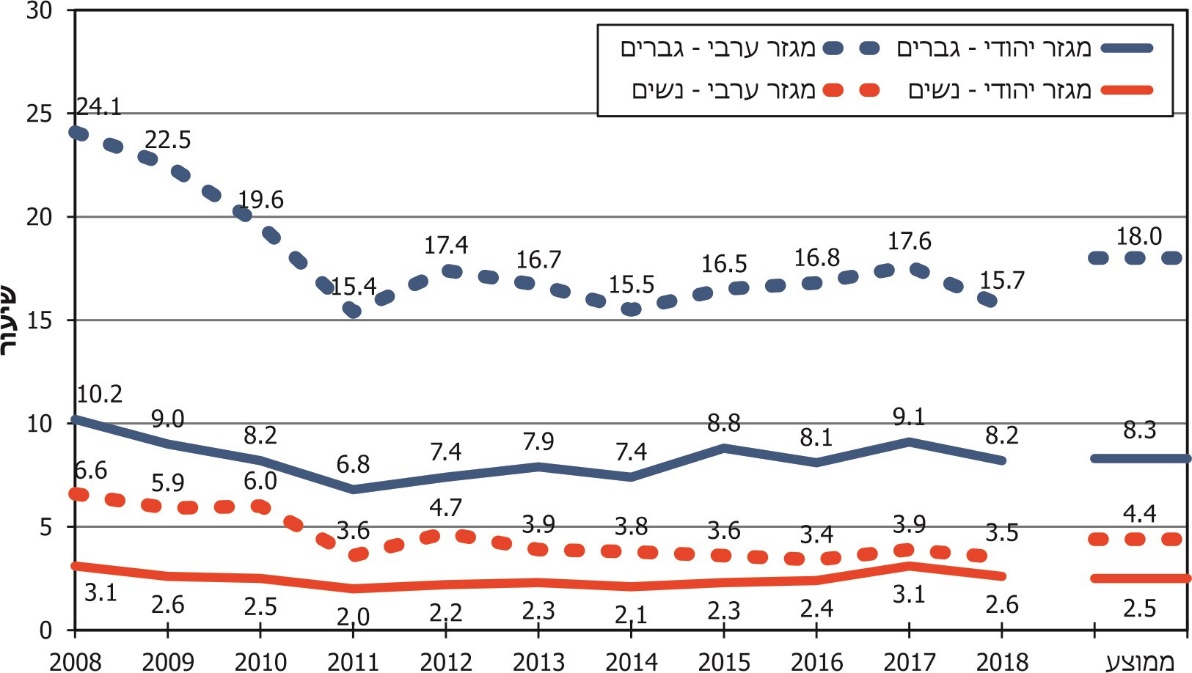 30
25
20
15
10
5
0
שיעור
מגזר יהודי - גברים מגזר ערבי - גברים
מגזר יהודי - נשים מגזר ערבי - נשים
24.1 22.5 19.6 15.4 17.4 16.7 15.5 16.5 16.8 17.6 15.7 18.0
10.2 9.0 8.2 6.8 7.4 7.9 7.4 8.8 8.1 9.1 8.2 8.3
6.6 5.9 6.0 3.6 4.7 3.9 3.8 3.6 3.4 3.9 3.5 4.4
3.1 2.6 2.5 2.0 2.2 2.3 2.1 2.3 2.4 3.1 2.6 2.5
2008 2009 2010 2011 2012 2013 2014 2015 2016 2017 2018 ממוצע